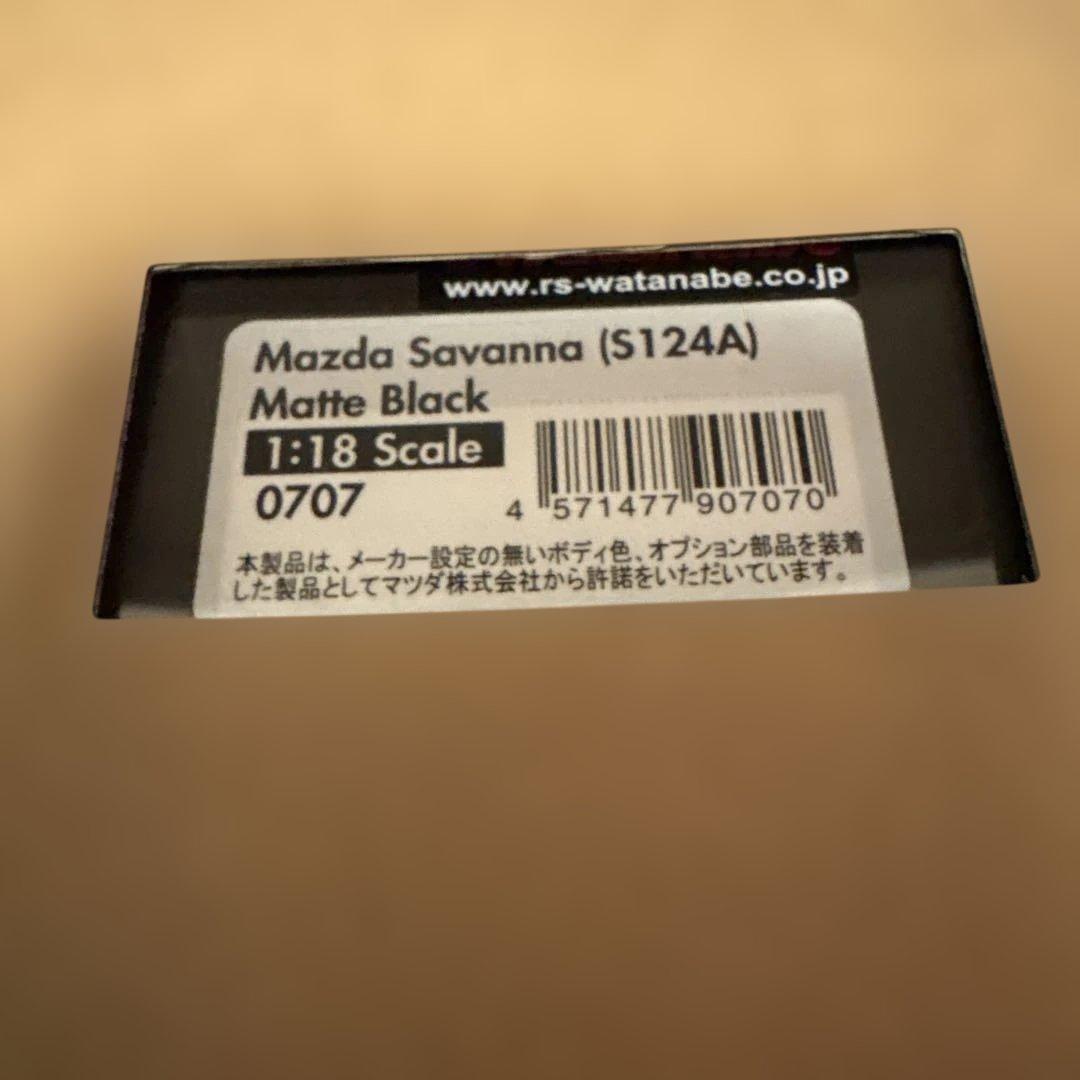 www.rs-watanabe.co.jp
Mazda Savanna (S124A)
Matte Black
1:18 Scale
0707
4 571477 907070
本製品は、メーカー設定の無いボディ色、オプション部品を装着
した製品としてマツダ株式会社から許諾をいただいています。